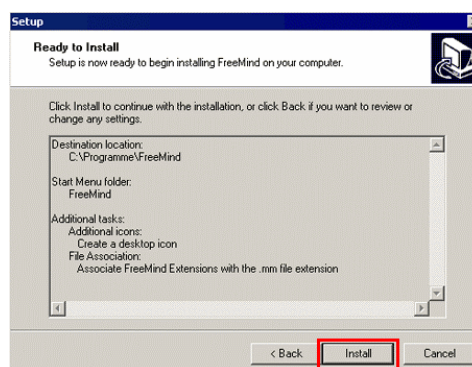 Setup
Ready to Install
Setup is now ready to begin installing FreeMind on your computer.
Click Install to continue with the installation, or click Back if you want to review or
change any settings.
Destination location:
C:\Programme\FreeMind
Start Menu folder:
FreeMind
Additional tasks:
Additional icons:
Create a desktop icon
File Association:
Associate FreeMind Extensions with the .mm file extension
< Back
Install
Cancel